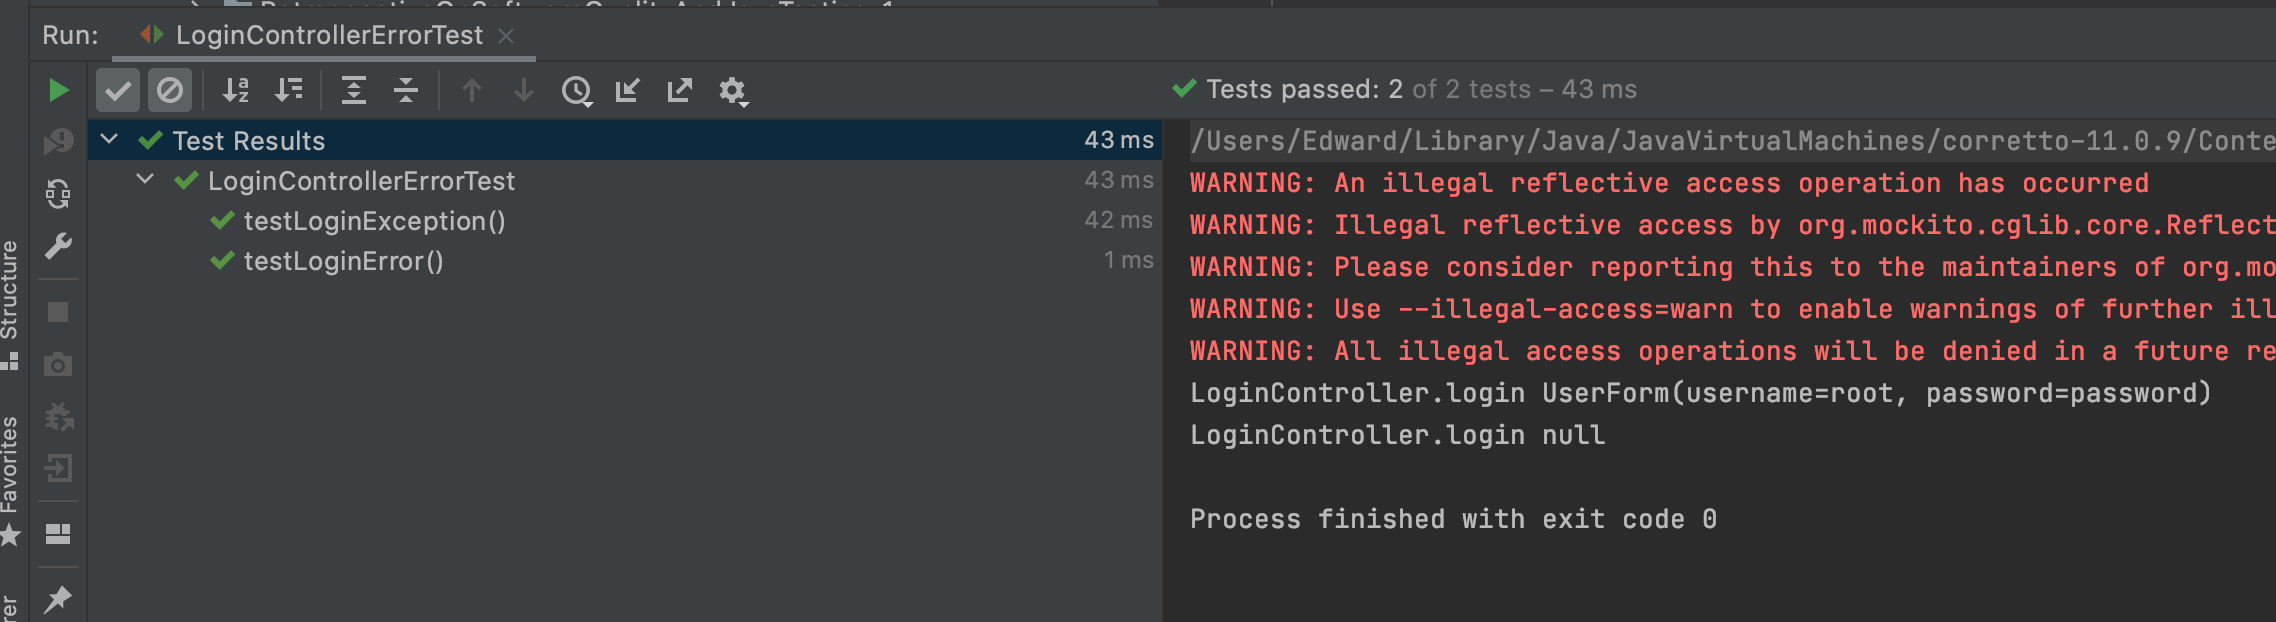 Run: LoginControllerErrorTest
Tests passed: 2 of 2 tests – 43 ms
Test Results 43 ms
LoginControllerErrorTest 43 ms
testLoginException() 42 ms
testLoginError() 1 ms
/Users/Edward/Library/Java/JavaVirtualMachines/corretto-11.0.9/Conte
WARNING: An illegal reflective access operation has occurred
WARNING: Illegal reflective access by org.mockito.cglib.core.Reflect
WARNING: Please consider reporting this to the maintainers of org.mo
WARNING: Use --illegal-access=warn to enable warnings of further ill
WARNING: All illegal access operations will be denied in a future re
LoginController.login UserForm(username=root, password=password)
LoginController.login null
Process finished with exit code 0
Structure
Favorites
rer